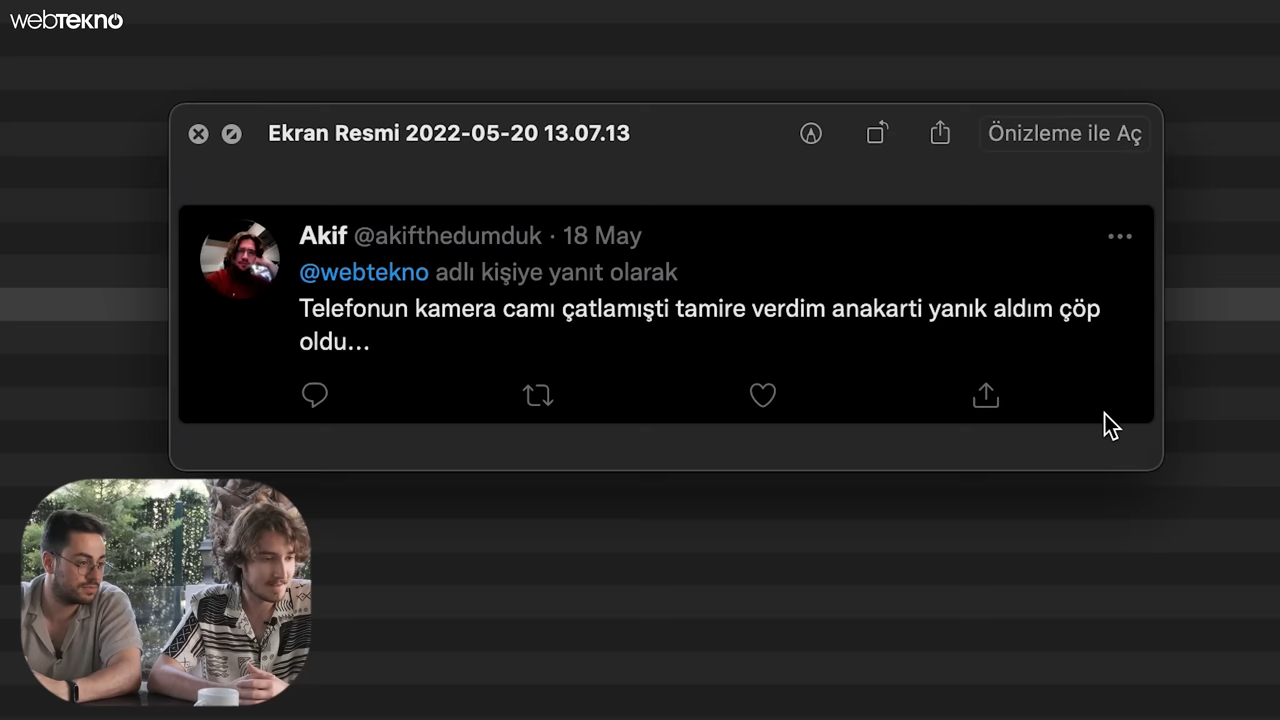 webtekno
Ekran Resmi 2022-05-20 13.07.13
Önizleme ile Aç
Akif @akifthedumduk · 18 May
@webtekno adlı kişiye yanıt olarak
Telefonun kamera camı çatlamışti tamire verdim anakarti yanık aldım çöp
oldu...